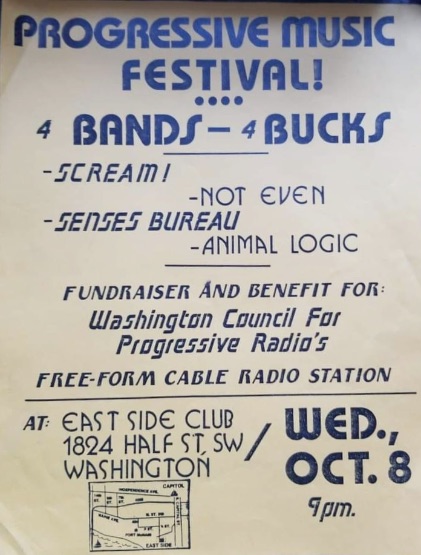 PROGRESSIVE MUSIC
FESTIVAL!
4 BANDS – 4 BUCKS
-SCREAM!
-NOT EVEN
-SENSES BUREAU
-ANIMAL LOGIC
FUNDRAISER AND BENEFIT FOR:
Washington Council For
Progressive Radio's
FREE-FORM CABLE RADIO STATION
AT: EAST SIDE CLUB
1824 HALF ST, SW /
WASHINGTON
WED.,
OCT. 8
9pm.
CAPITOL
INDEPENDENCE AVE.
EAST SIDE